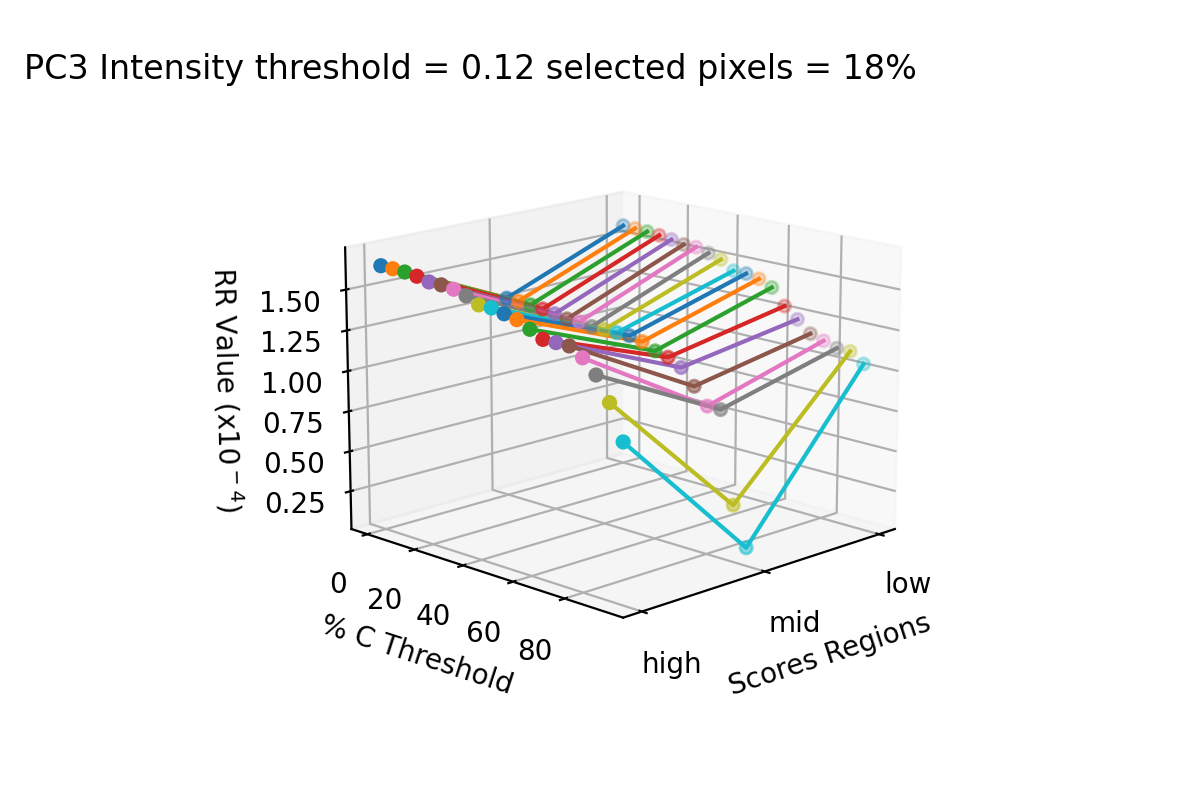 PC3 Intensity threshold = 0.12 selected pixels = 18%
RR Value (x10⁻⁴)
1.50
1.25
1.00
0.75
0.50
0.25
0
20
40
60
80
% C Threshold
high
mid
low
Scores Regions